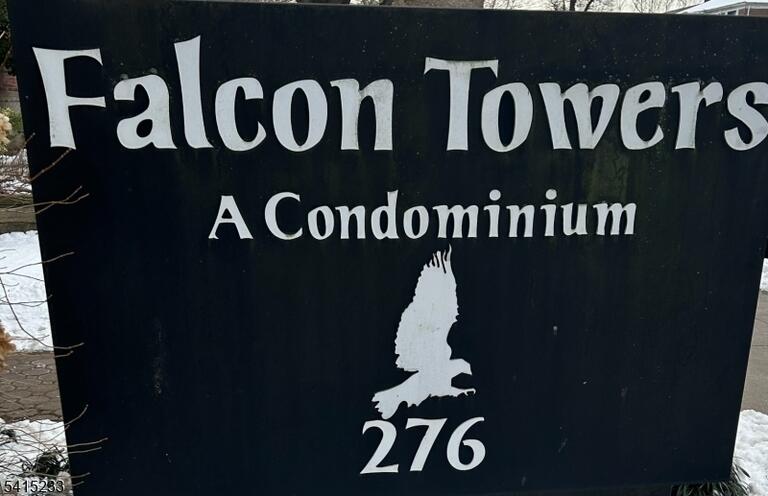 Falcon Towers
A Condominium
276
5415233